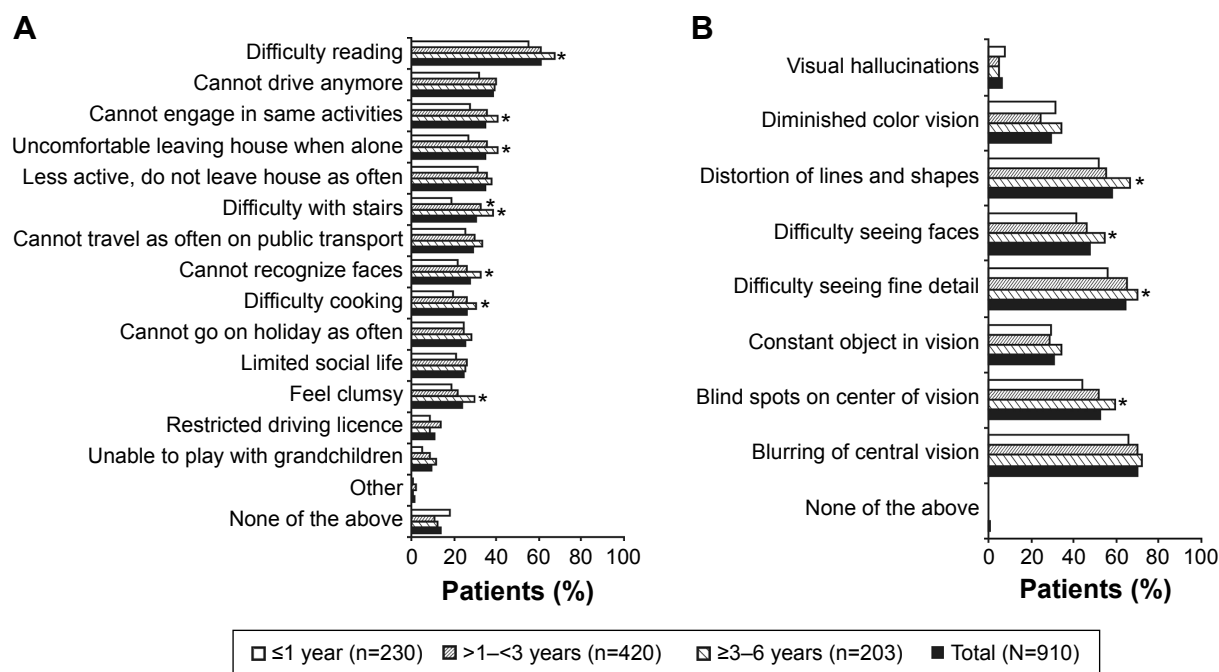 A
Difficulty reading
*
Cannot drive anymore
Cannot engage in same activities
*
Uncomfortable leaving house when alone
*
Less active, do not leave house as often
Difficulty with stairs
*
*
Cannot travel as often on public transport
Cannot recognize faces
*
Difficulty cooking
*
Cannot go on holiday as often
Limited social life
Feel clumsy
*
Restricted driving licence
Unable to play with grandchildren
Other
None of the above
0 20 40 60 80 100
Patients (%)
B
Visual hallucinations
Diminished color vision
Distortion of lines and shapes
*
Difficulty seeing faces
*
Difficulty seeing fine detail
*
Constant object in vision
Blind spots on center of vision
*
Blurring of central vision
None of the above
0 20 40 60 80 100
Patients (%)
≤1 year (n=230) >1–<3 years (n=420) ≥3–6 years (n=203) Total (N=910)